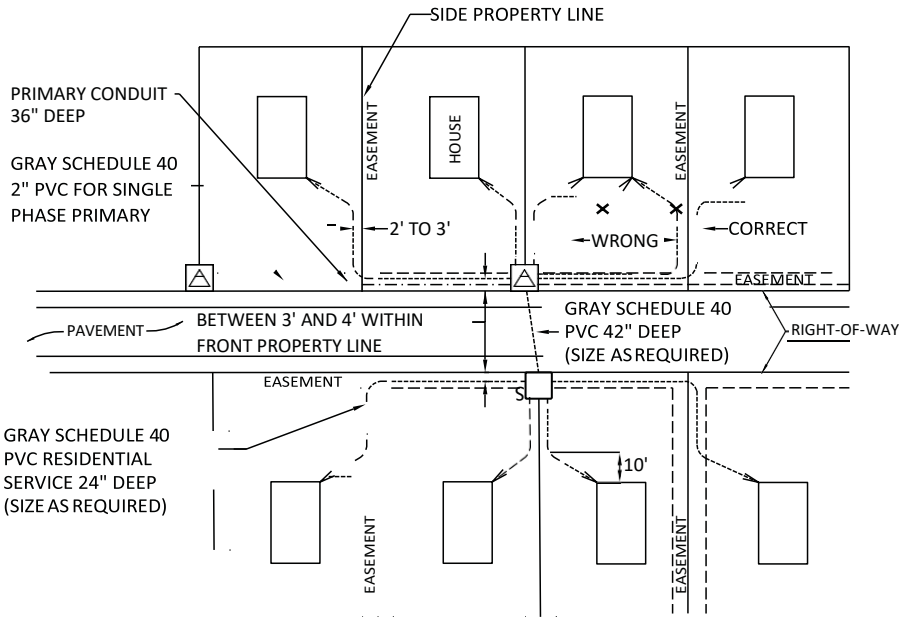 SIDE PROPERTY LINE
PRIMARY CONDUIT
36" DEEP
GRAY SCHEDULE 40
2" PVC FOR SINGLE
PHASE PRIMARY
EASEMENT
HOUSE
EASEMENT
2' TO 3'
WRONG
CORRECT
EASEMENT
PAVEMENT
BETWEEN 3' AND 4' WITHIN
FRONT PROPERTY LINE
GRAY SCHEDULE 40
PVC 42" DEEP
(SIZE AS REQUIRED)
RIGHT-OF-WAY
EASEMENT
S
GRAY SCHEDULE 40
PVC RESIDENTIAL
SERVICE 24" DEEP
(SIZE AS REQUIRED)
10'
EASEMENT
EASEMENT